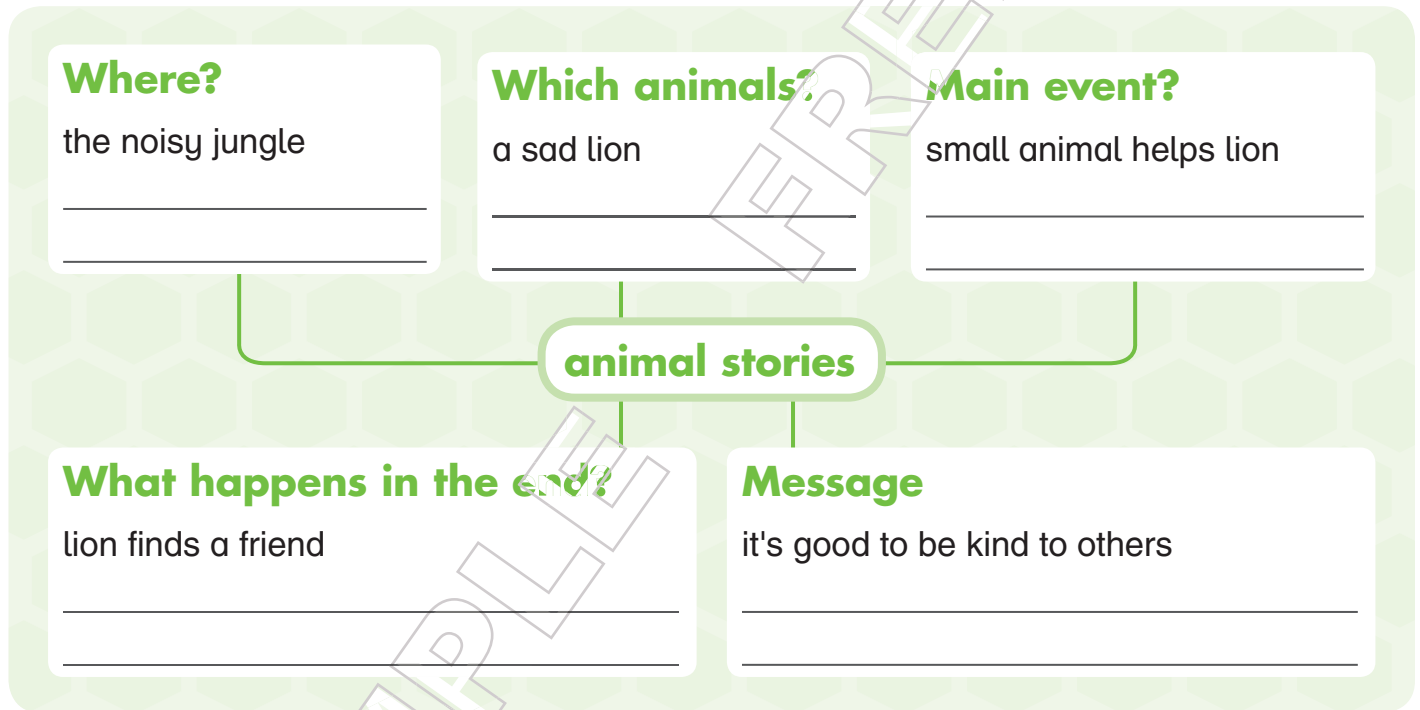 Where?
the noisy jungle
Which animals?
a sad lion
Main event?
small animal helps lion
animal stories
What happens in the end?
lion finds a friend
Message
it's good to be kind to others